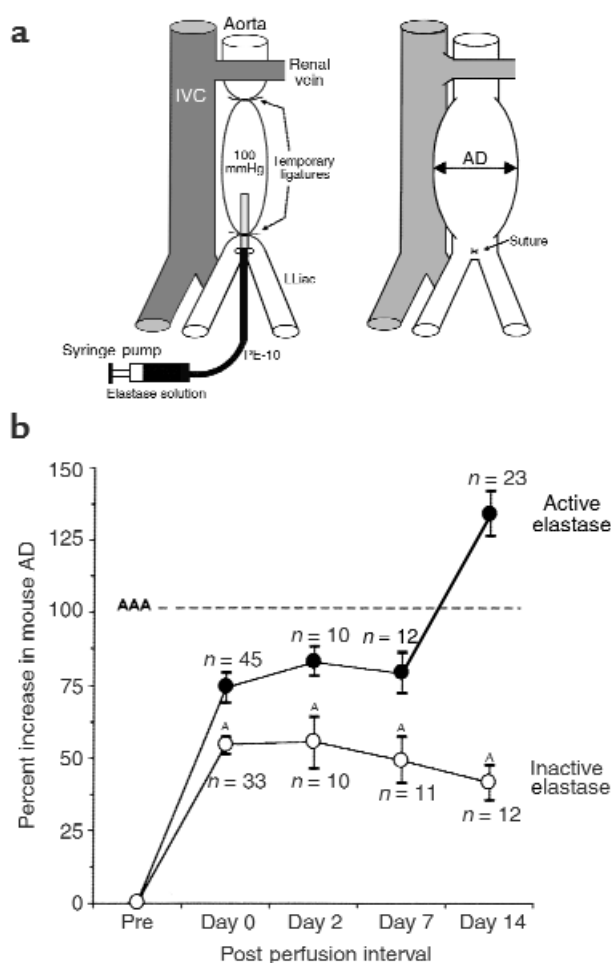 a
Aorta
Renal
vein
IVC
100
mmHg
Temporary
ligatures
LLiac
Syringe pump
PE-10
Elastase solution
AD
Suture
b
150
125
100
75
50
25
0
Percent increase in mouse AD
AAA
n = 45
n = 10
n = 12
n = 23
Active
elastase
A
A
A
A
n = 33
n = 10
n = 11
n = 12
Inactive
elastase
Pre
Day 0
Day 2
Day 7
Day 14
Post perfusion interval